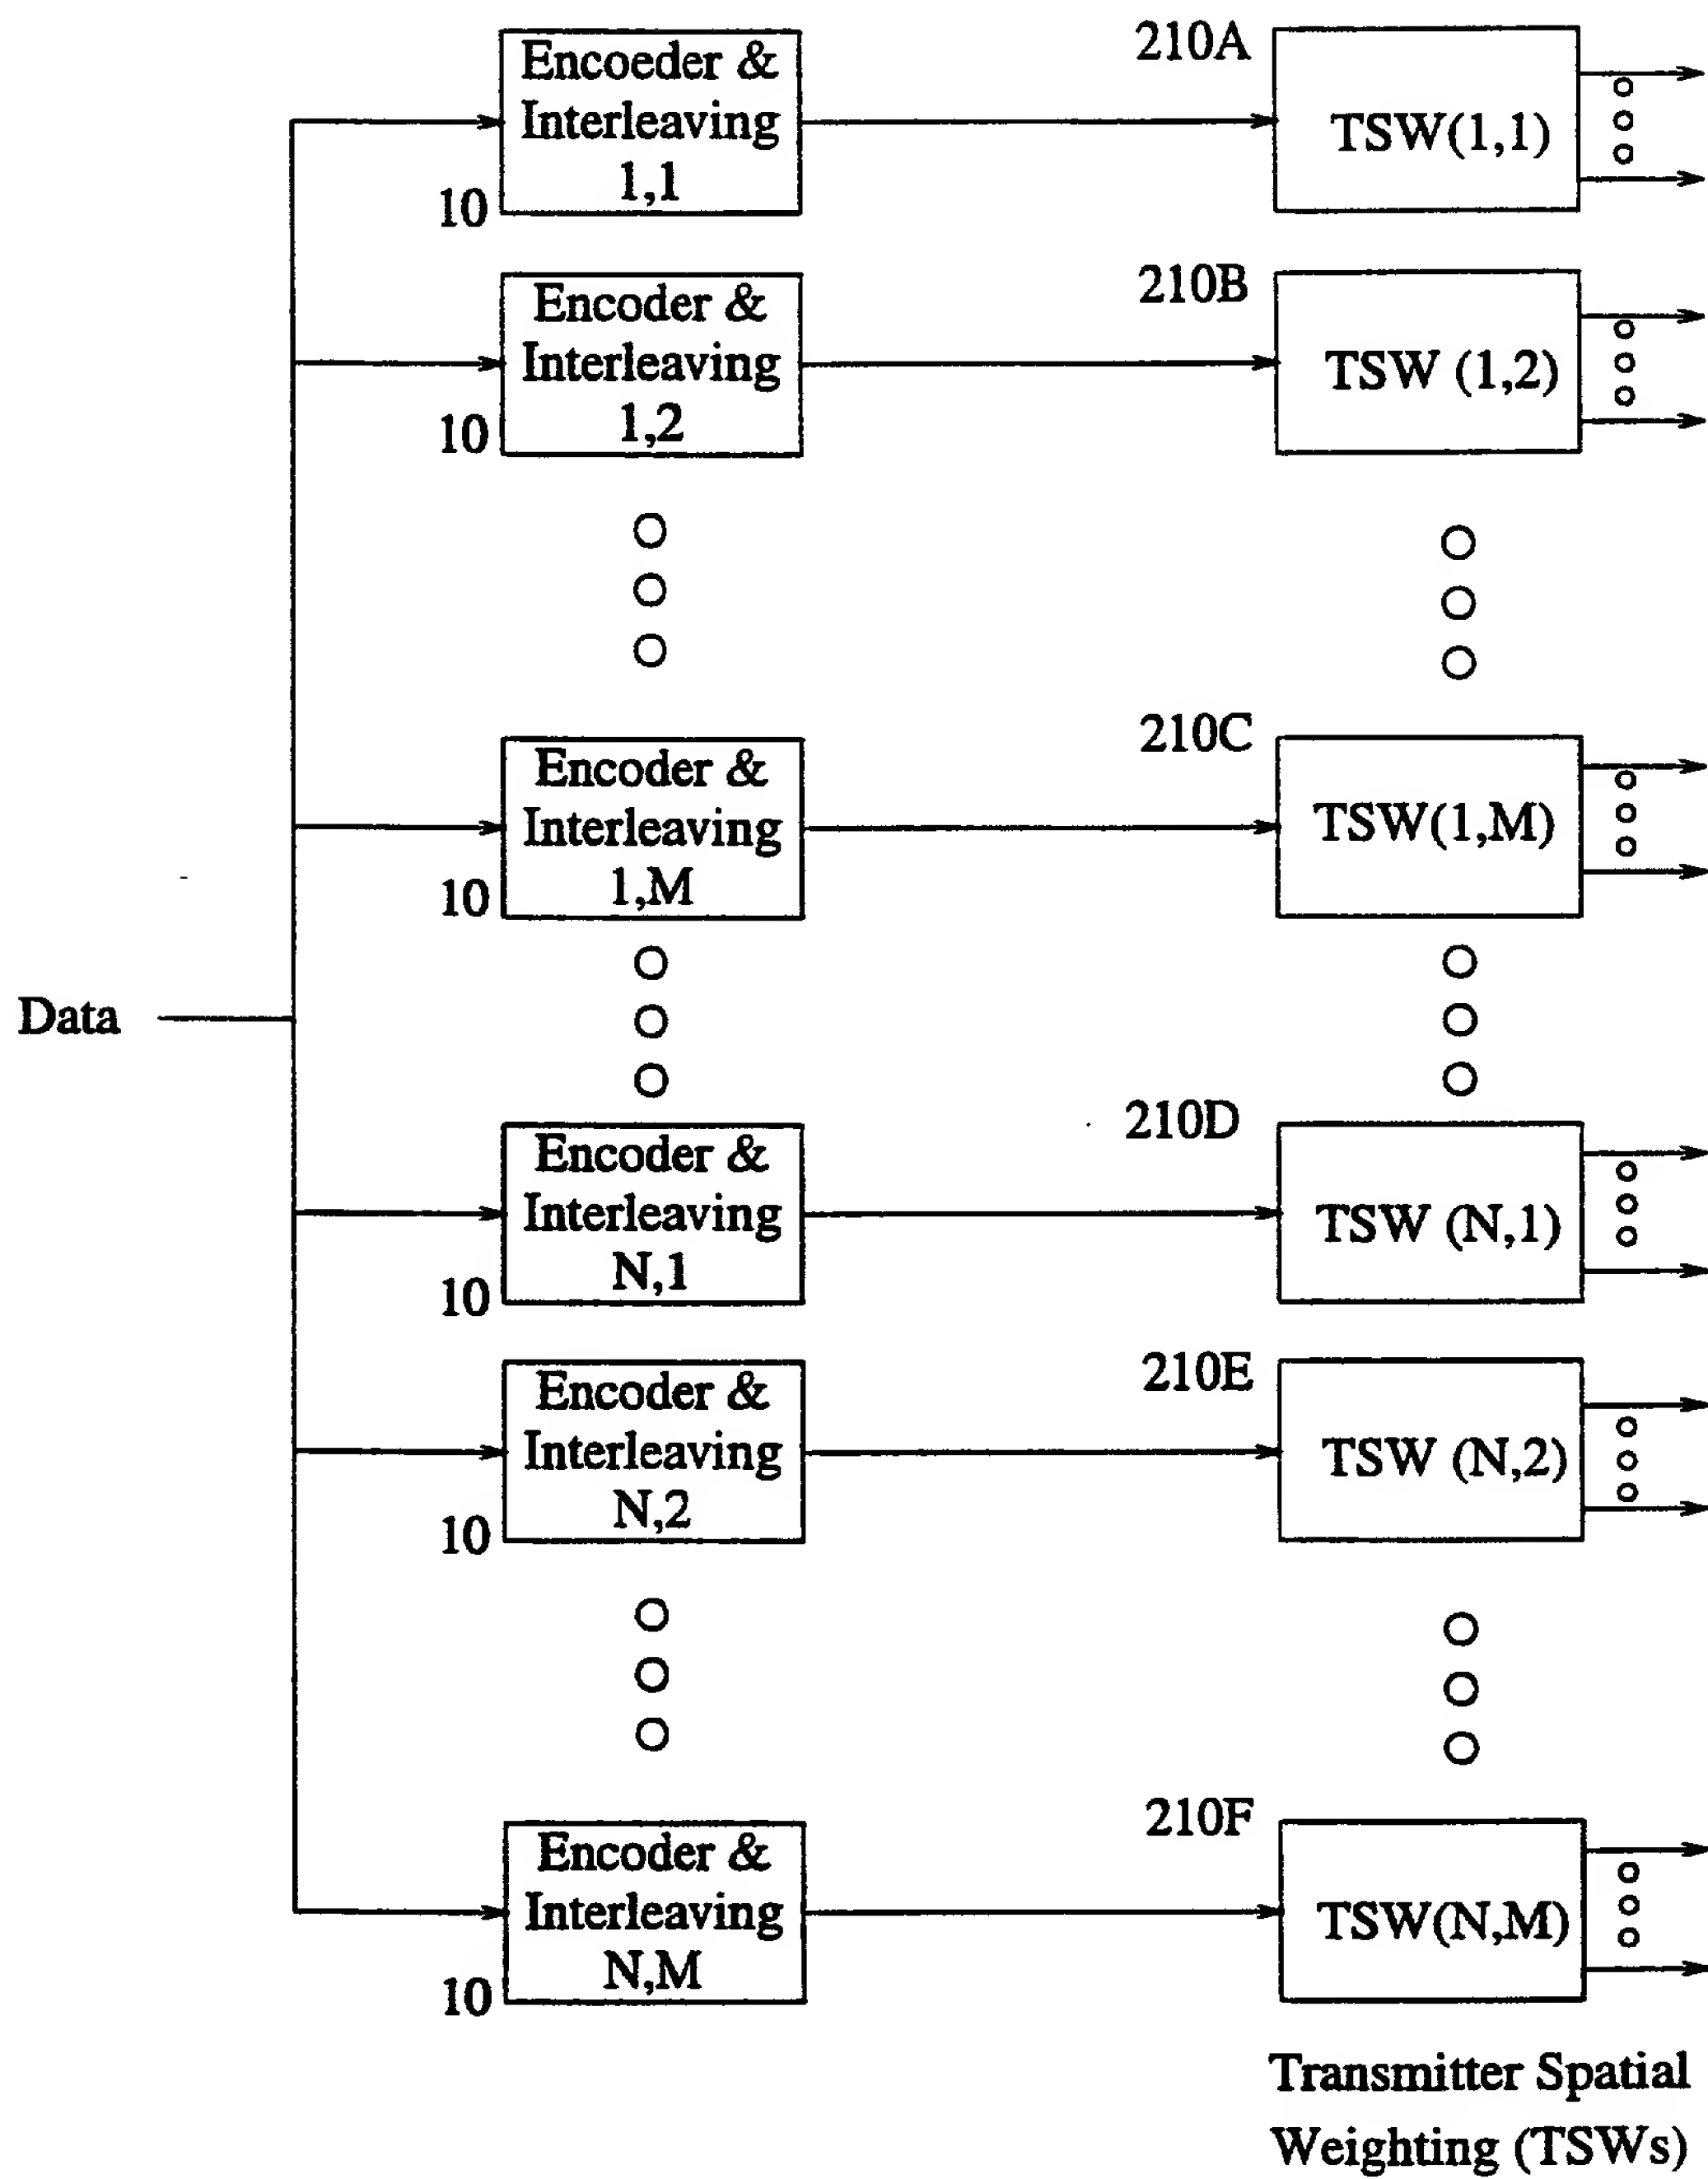 Encoeder &
Interleaving
1,1
10
210A
TSW(1,1)
Encoder &
Interleaving
1,2
10
210B
TSW (1,2)
Encoder &
Interleaving
1,M
10
210C
TSW(1,M)
Data
Encoder &
Interleaving
N,1
10
210D
TSW (N,1)
Encoder &
Interleaving
N,2
10
210E
TSW (N,2)
Encoder &
Interleaving
N,M
10
210F
TSW(N,M)
Transmitter Spatial
Weighting (TSWs)